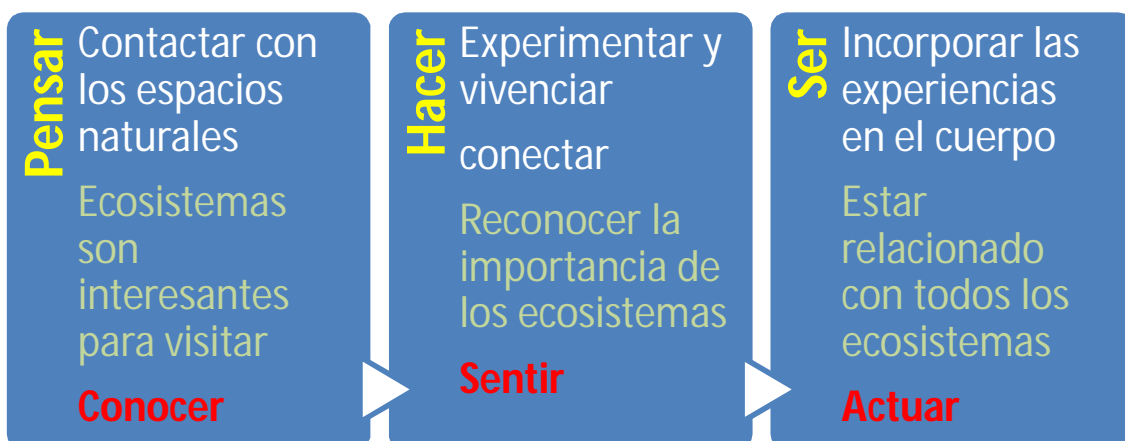 Pensar
Contactar con
los espacios
naturales
Ecosistemas
son
interesantes
para visitar
Conocer
Hacer
Experimentar y
vivenciar
conectar
Reconocer la
importancia de
los ecosistemas
Sentir
Ser
Incorporar las
experiencias
en el cuerpo
Estar
relacionado
con todos los
ecosistemas
Actuar